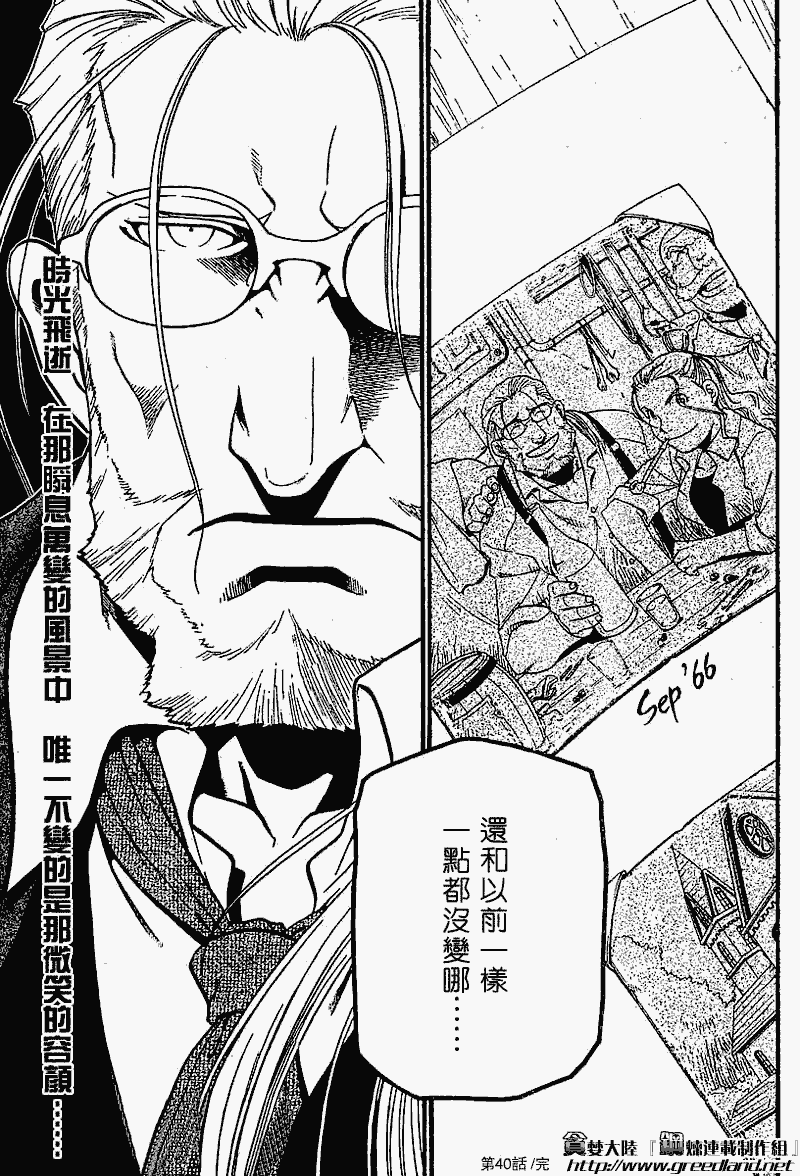 Sep '66
還和以前一樣
一點都沒變哪……
時光飛逝 在那瞬息萬變的風景中 唯一不變的是那微笑的容顏……
第40話/完
貪婪大陸『鋼煉連載制作組』
http://www.greedland.net/